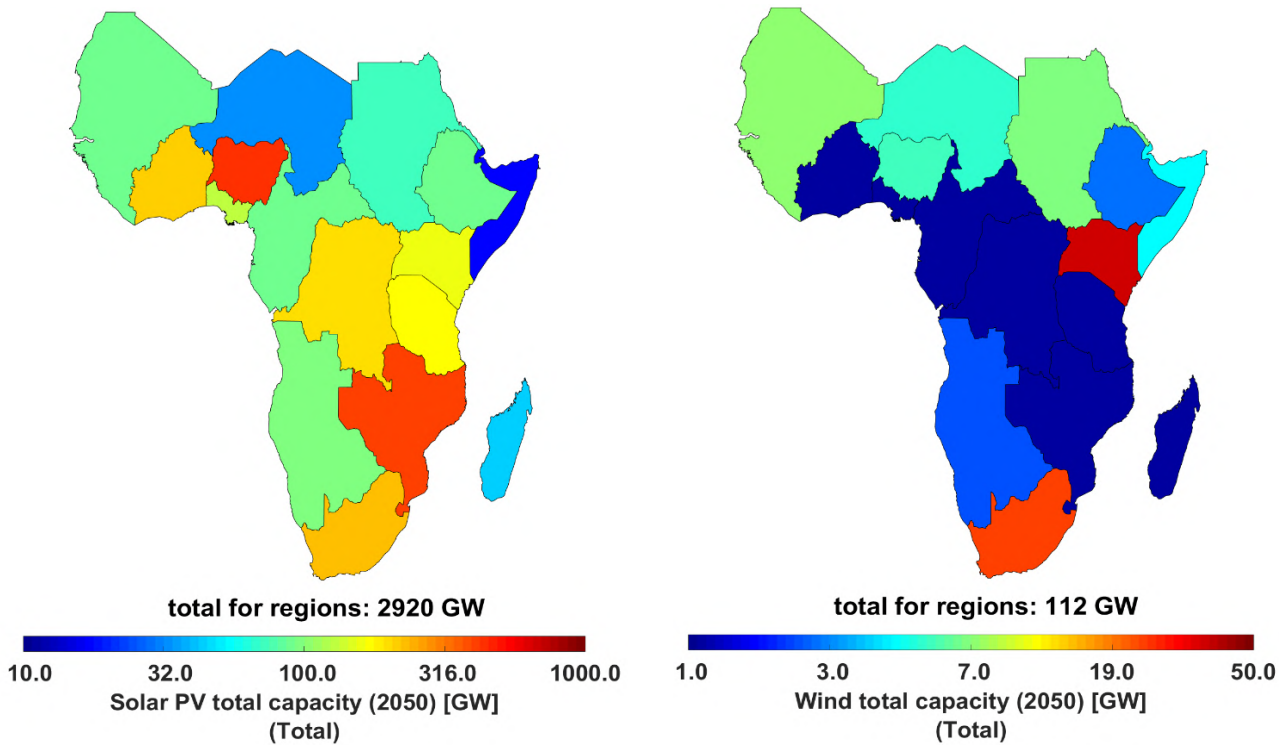 total for regions: 2920 GW
10.0 32.0 100.0 316.0 1000.0
Solar PV total capacity (2050) [GW]
(Total)
total for regions: 112 GW
1.0 3.0 7.0 19.0 50.0
Wind total capacity (2050) [GW]
(Total)